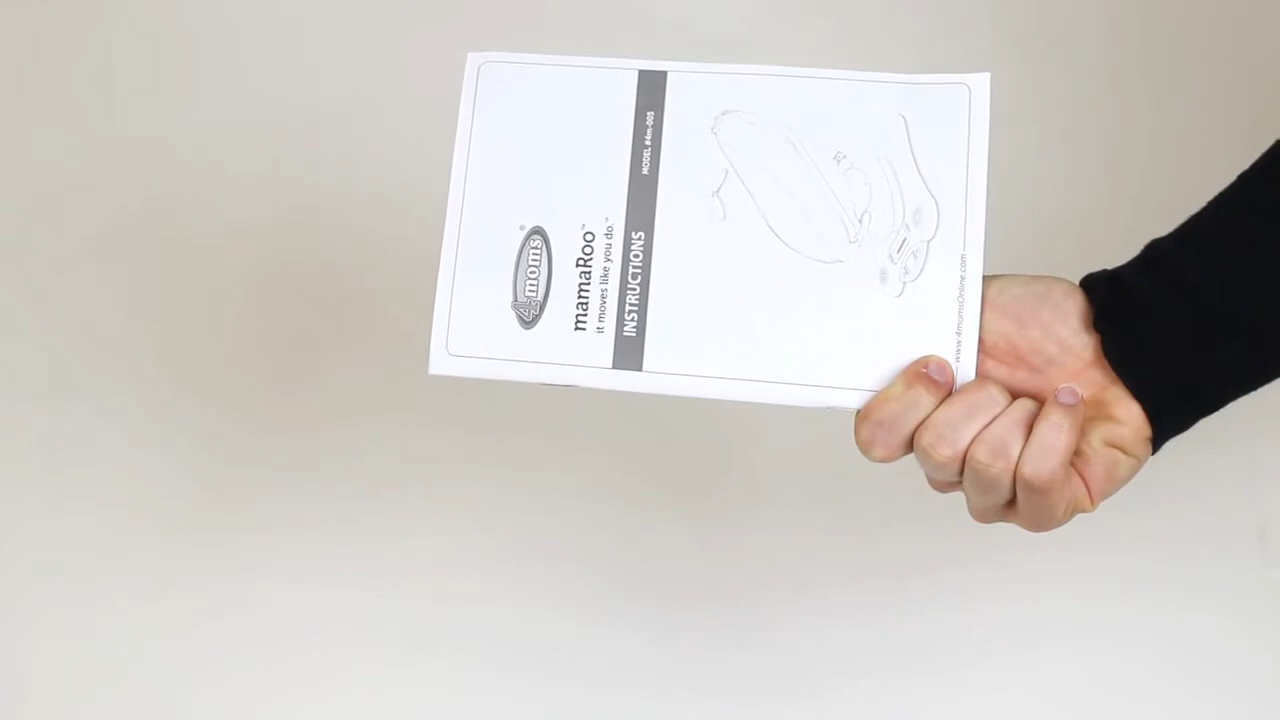 4moms®
mamaRoo™
it moves like you do.™
INSTRUCTIONS MODEL #4m-005
www.4momsOnline.com